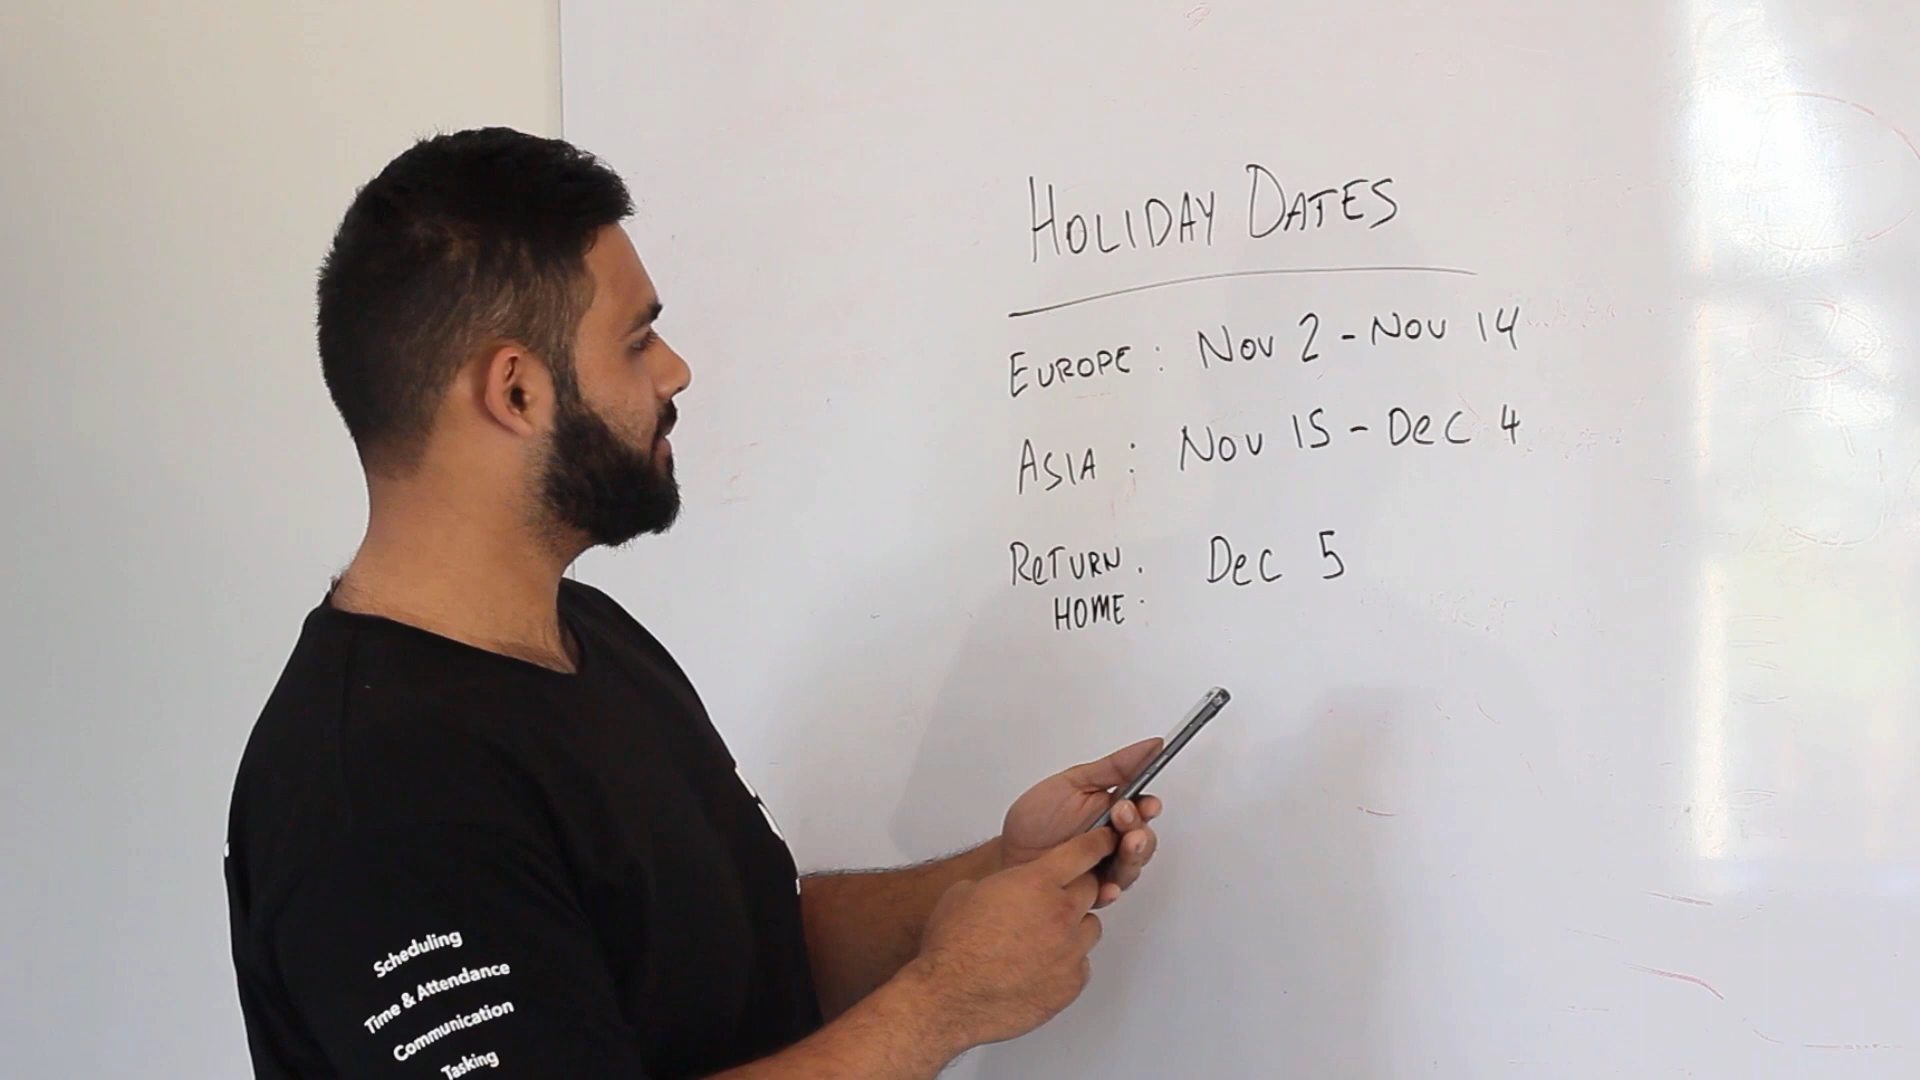 HOLIDAY DATES
EUROPE : NOV 2 - NOV 14
ASIA : NOV 15 - DeC 4
ReTURN. DeC 5
HOME :
Scheduling
Time & Attendance
Communication
Tasking